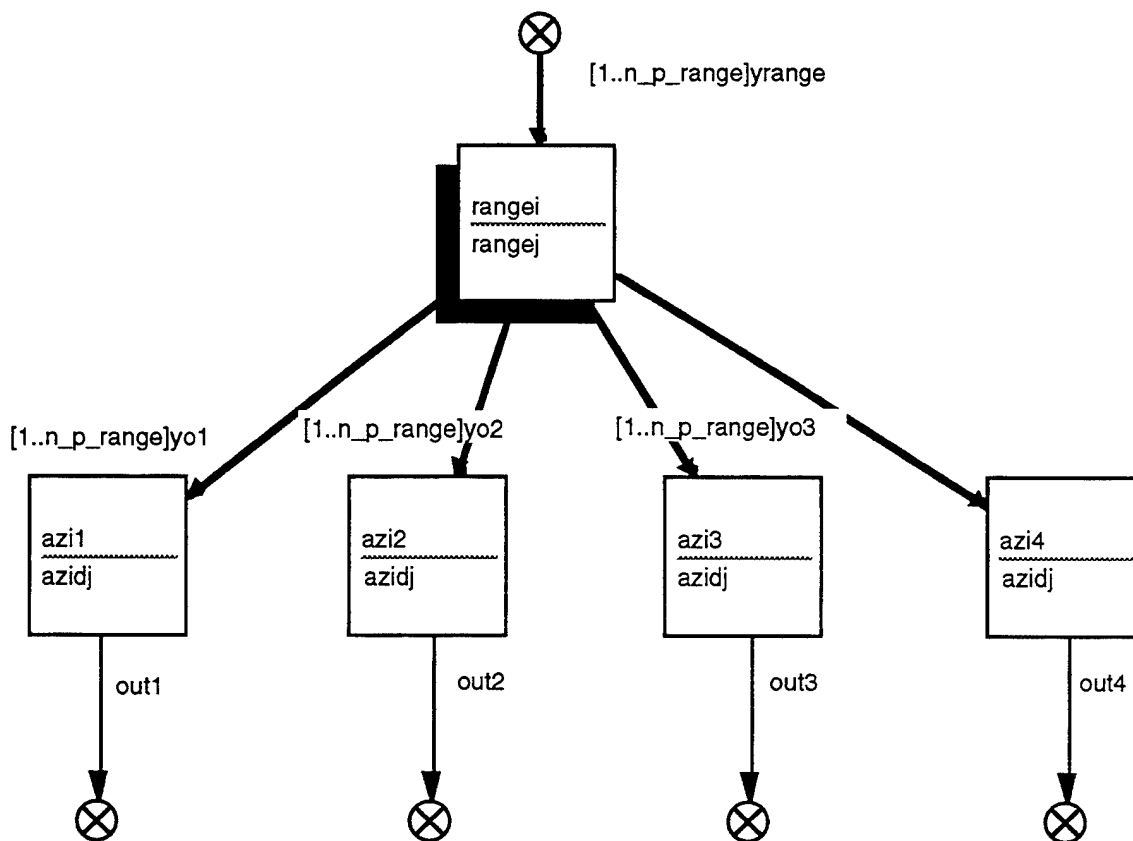 [1..n_p_range]yrange
rangei
rangej
[1..n_p_range]yo1
[1..n_p_range]yo2
[1..n_p_range]yo3
azi1
azidj
azi2
azidj
azi3
azidj
azi4
azidj
out1
out2
out3
out4